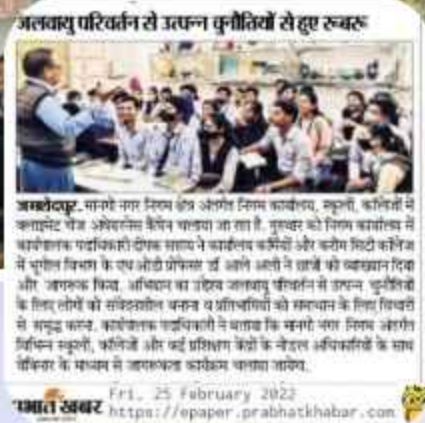 जलवायु परिवर्तन से उत्पन्न चुनौतियों से हुए रूबरू
जमशेदपुर. मानगो नगर निगम क्षेत्र अंतर्गत निगम कार्यालय, स्कूलों, कॉलेजों में
क्लाइमेट चेंज अवेयरनेस कैंपेन चलाया जा रहा है. गुरुवार को निगम कार्यालय में
कार्यपालक पदाधिकारी दीपक सहाय ने कार्यालय कर्मियों और करीम सिटी कॉलेज
में भूगोल विभाग के एच ओडी प्रोफेसर डॉ आले अली ने छात्रों को व्याख्यान दिया
और जागरूक किया. अभियान का उद्देश्य जलवायु परिवर्तन से उत्पन्न चुनौतियों
के लिए लोगों को संवेदनशील बनाना व प्रतिभागियों को समाधान के लिए विचारों
से समृद्ध करना. कार्यपालक पदाधिकारी ने बताया कि मानगो नगर निगम अंतर्गत
विभिन्न स्कूलों, कॉलेजों और कई प्रशिक्षण केंद्रों के नोडल अधिकारियों के साथ
वेबिनार के माध्यम से जागरूकता कार्यक्रम चलाया जायेगा.
प्रभात खबर Fri, 25 February 2022
https://epaper.prabhatkhabar.com